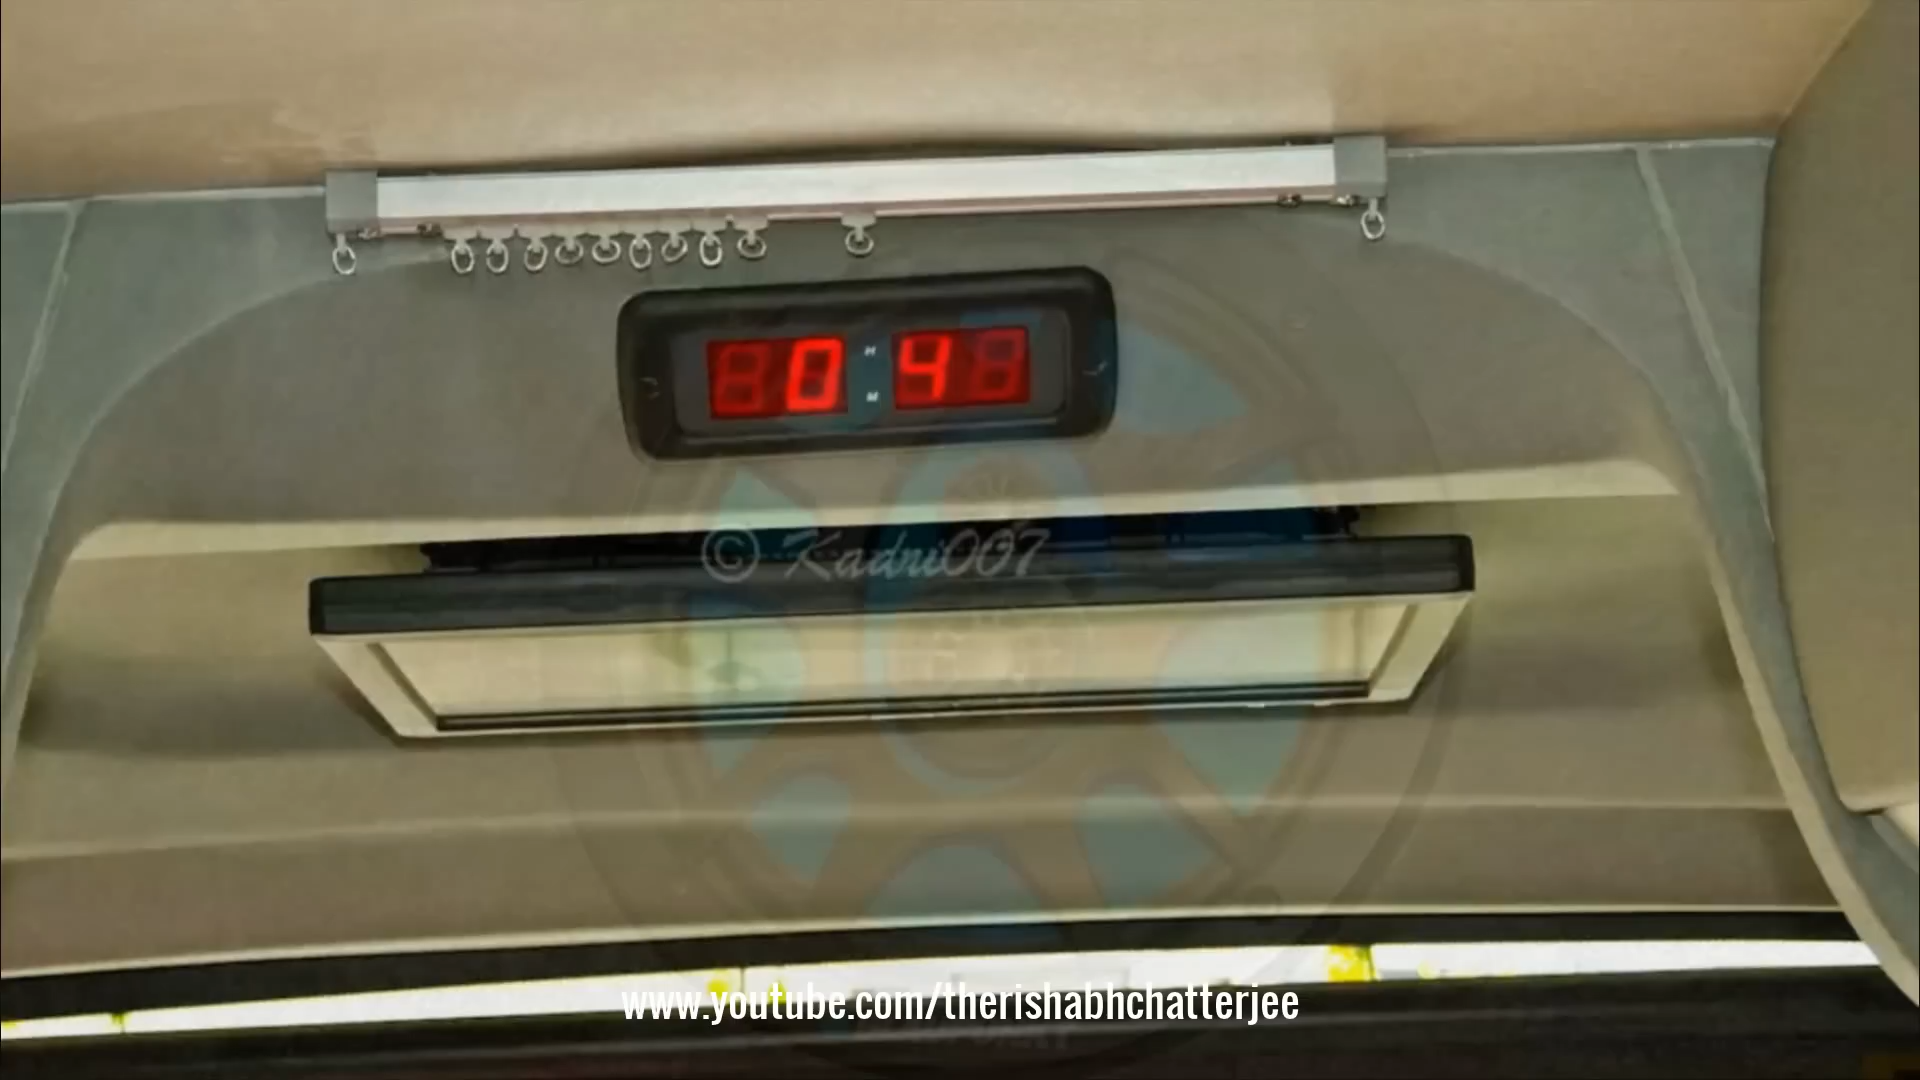 0 H 4
M
© Kadri007
www.youtube.com/therishabhchatterjee